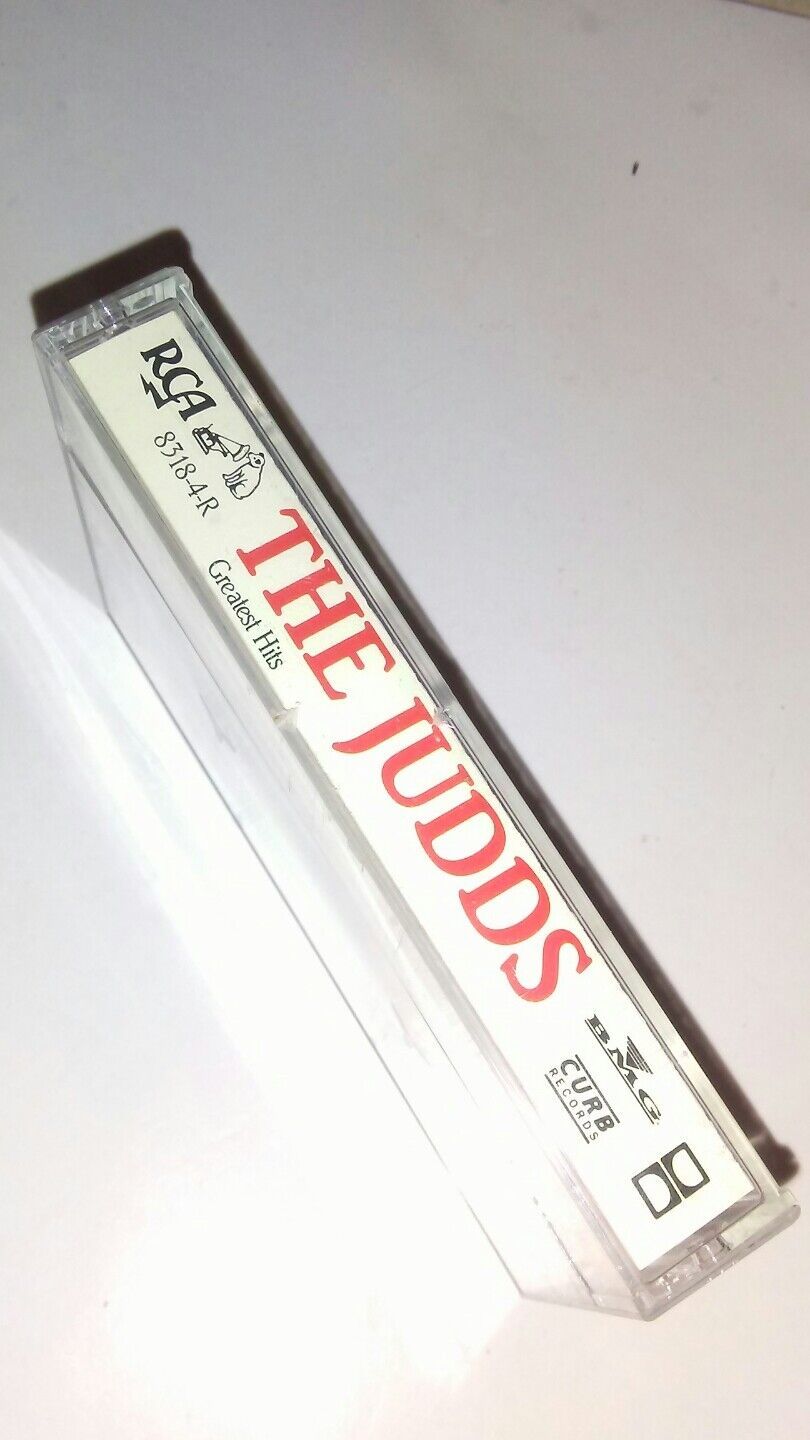 RCA
8318-4-R
THE JUDDS
Greatest Hits
BMG
CURB
RECORDS